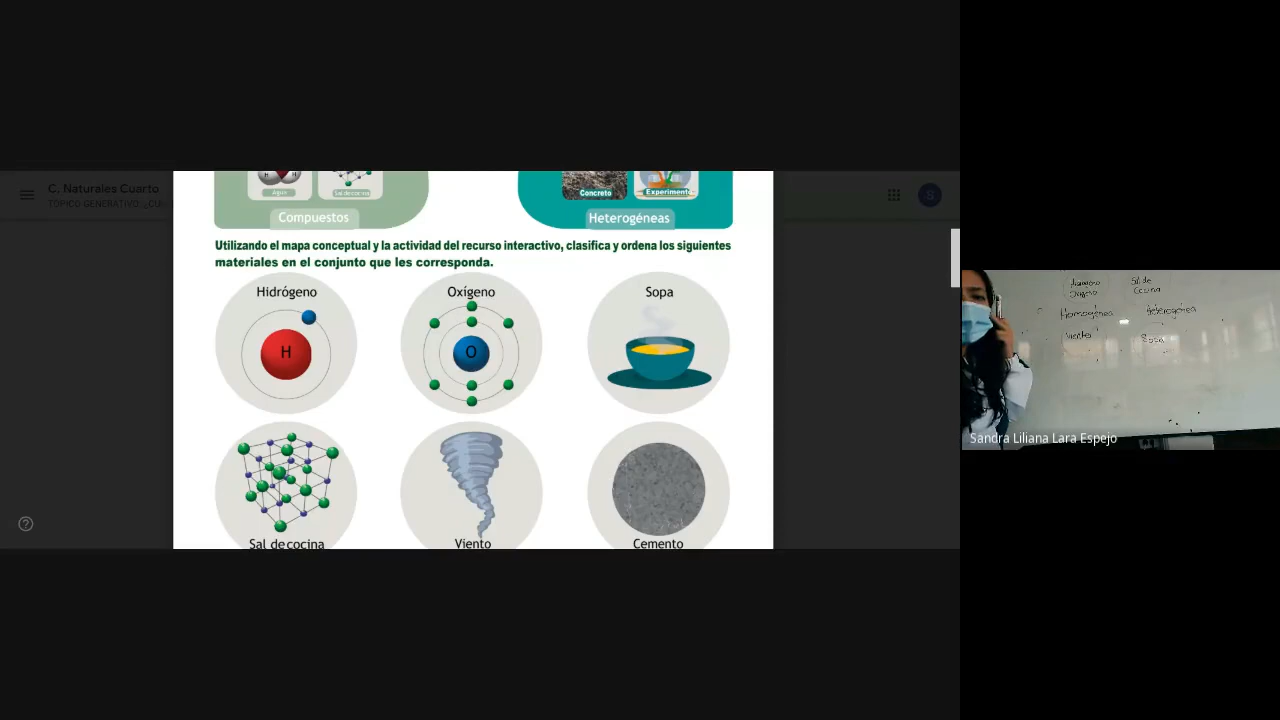 C. Naturales Cuarto
Agua
Sal de cocina
Concreto
Experimento
Compuestos
Heterogéneas
Utilizando el mapa conceptual y la actividad del recurso interactivo, clasifica y ordena los siguientes
materiales en el conjunto que les corresponda.
Hidrógeno
Oxígeno
Sopa
H
O
Sal de cocina
Viento
Cemento
S
Oxígeno
Sal de
Cocina
Homogénea
Heterogénea
Viento
Sopa
Sandra Liliana Lara Espejo